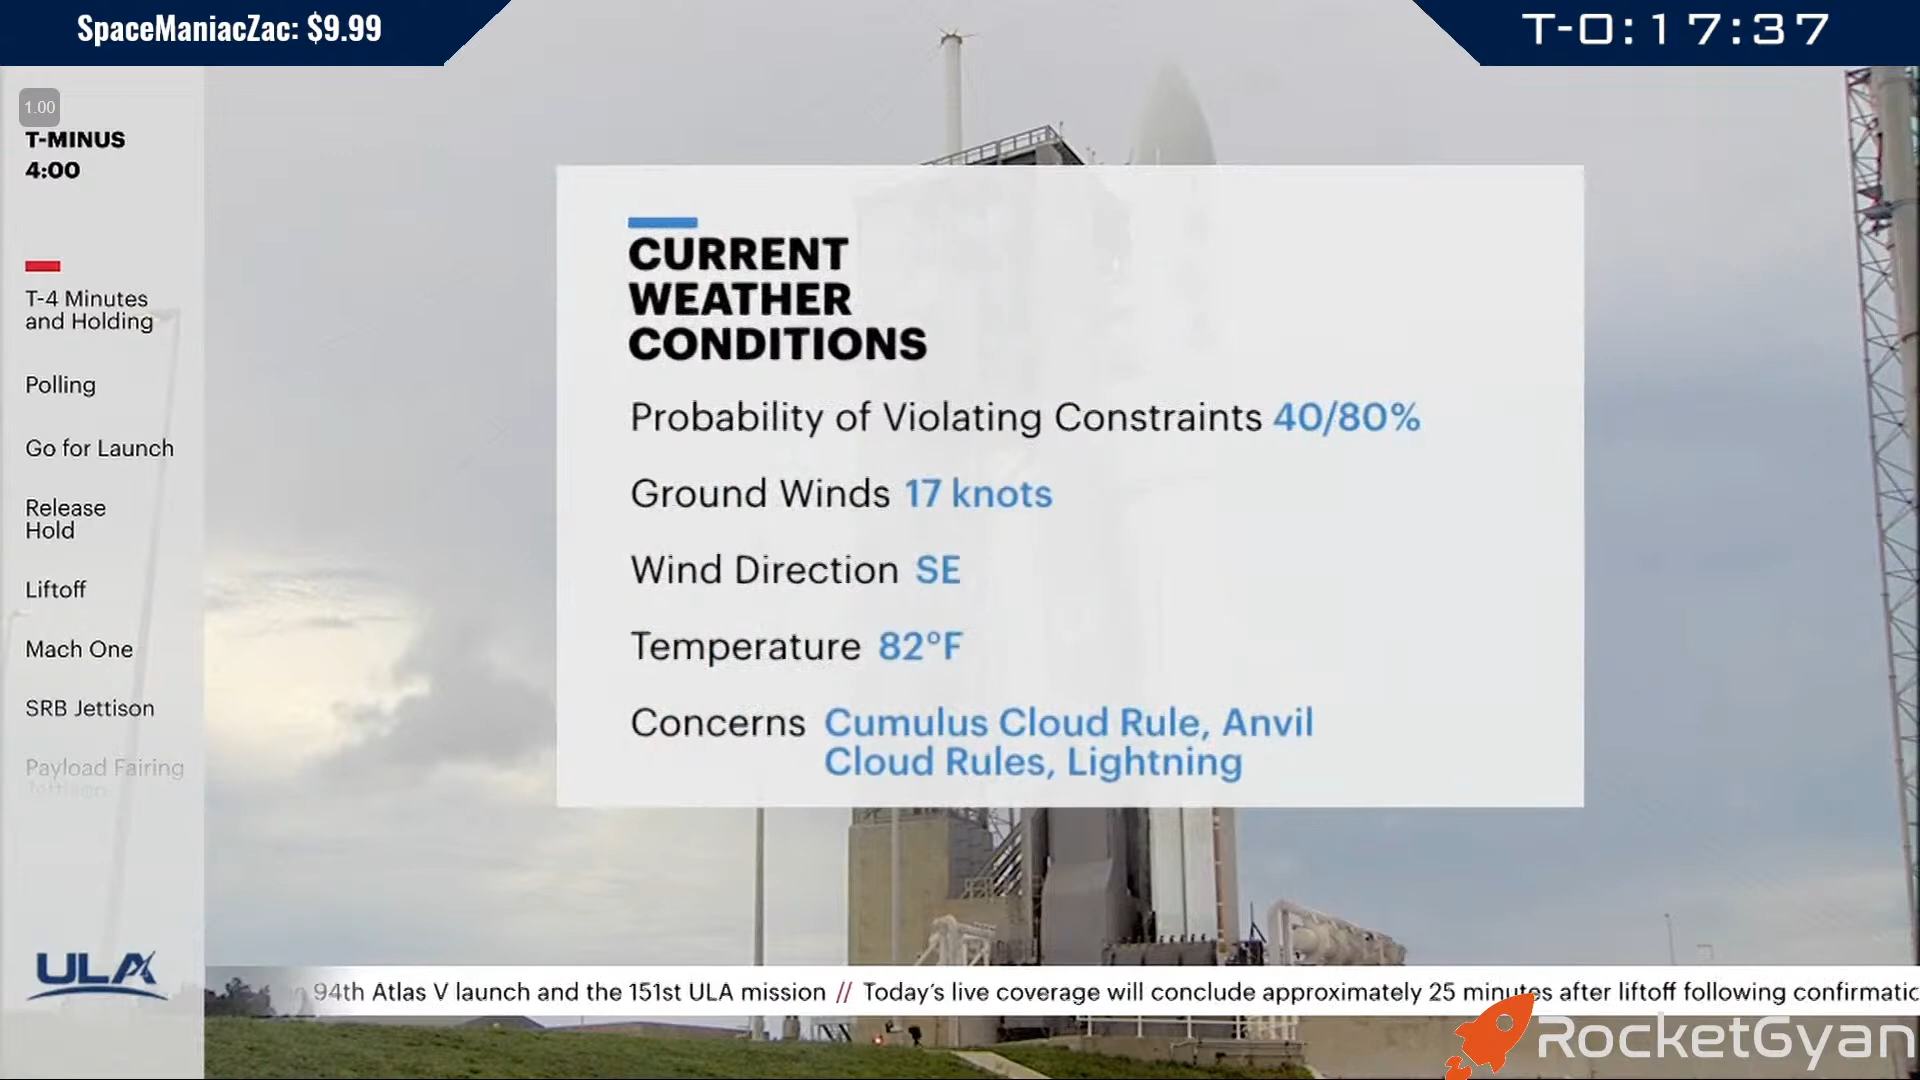 SpaceManiacZac: $9.99
T-0:17:37
1.00
T-MINUS
4:00
T-4 Minutes
and Holding
Polling
Go for Launch
Release
Hold
Liftoff
Mach One
SRB Jettison
Payload Fairing
Jettison
ULA
CURRENT
WEATHER
CONDITIONS
Probability of Violating Constraints 40/80%
Ground Winds 17 knots
Wind Direction SE
Temperature 82°F
Concerns Cumulus Cloud Rule, Anvil
Cloud Rules, Lightning
94th Atlas V launch and the 151st ULA mission // Today's live coverage will conclude approximately 25 minutes after liftoff following confirmatic
RocketGyan